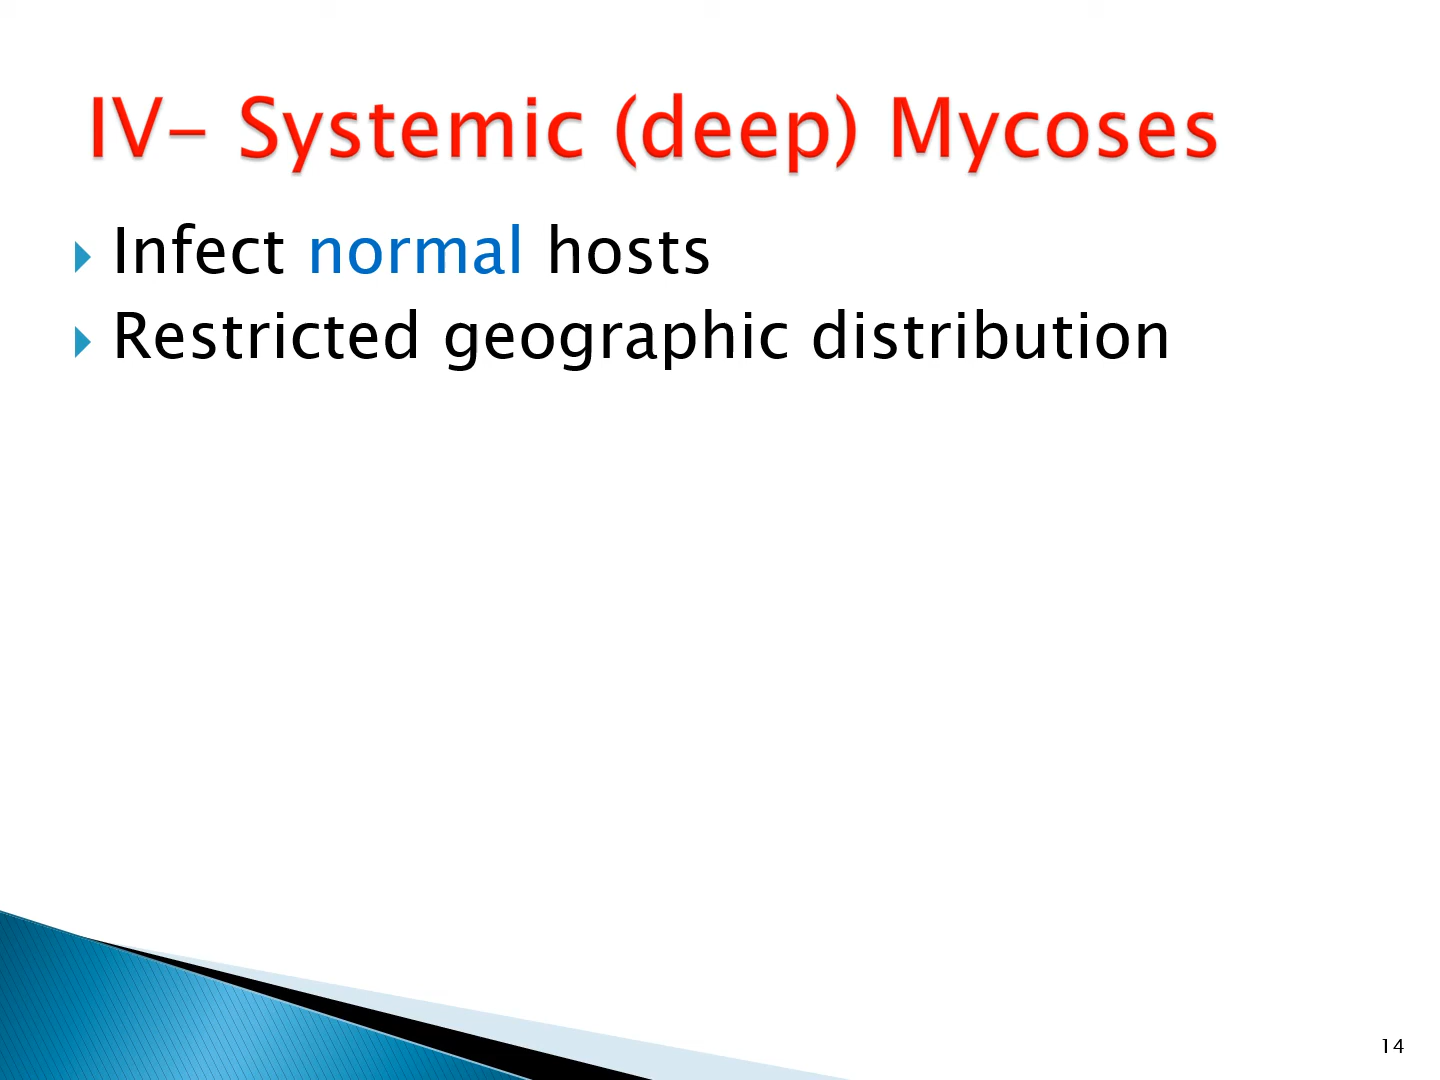 IV- Systemic (deep) Mycoses
Infect normal hosts
Restricted geographic distribution
14